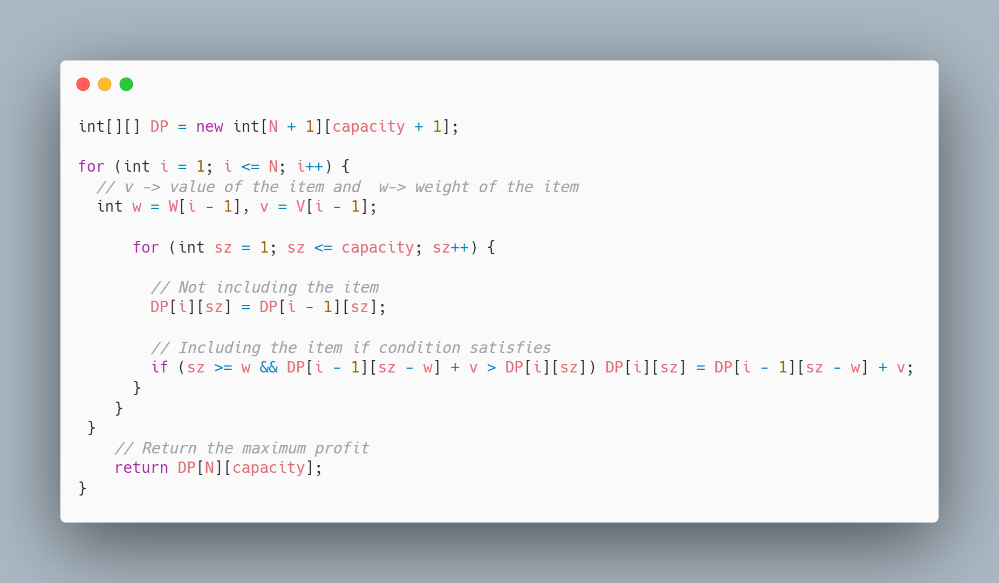 int[][] DP = new int[N + 1][capacity + 1];
for (int i = 1; i <= N; i++) {
// v -> value of the item and  w-> weight of the item
int w = W[i - 1], v = V[i - 1];
for (int sz = 1; sz <= capacity; sz++) {
// Not including the item
DP[i][sz] = DP[i - 1][sz];
// Including the item if condition satisfies
if (sz >= w && DP[i - 1][sz - w] + v > DP[i][sz]) DP[i][sz] = DP[i - 1][sz - w] + v;
}
}
}
// Return the maximum profit
return DP[N][capacity];
}